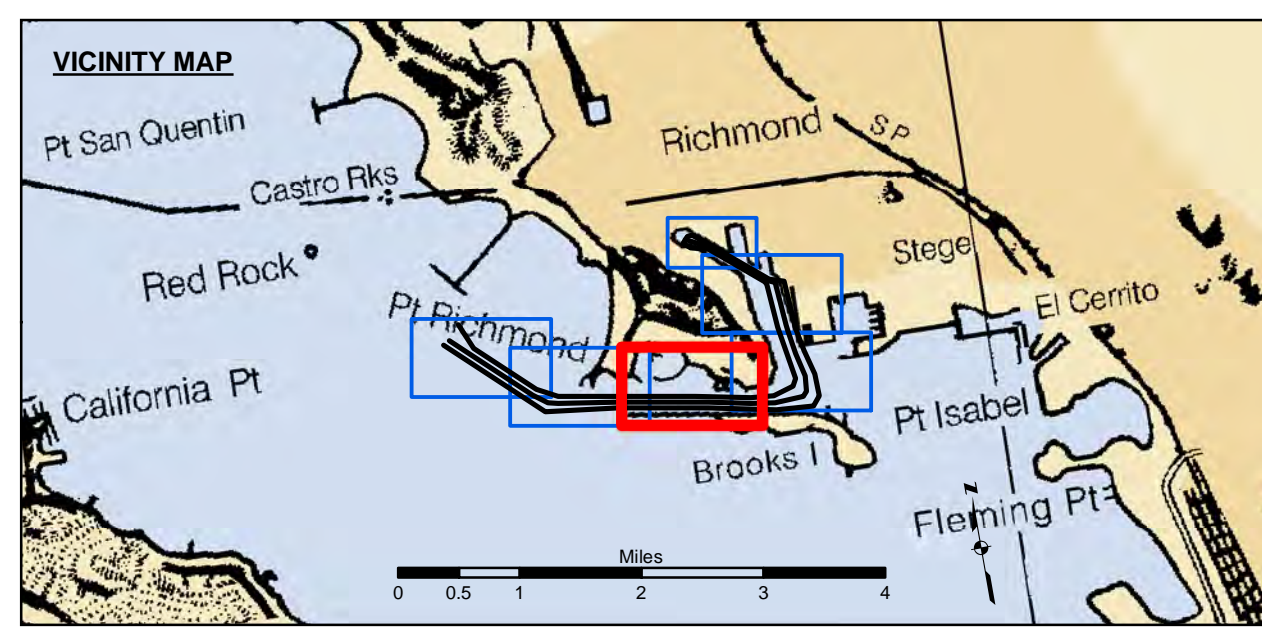 VICINITY MAP
Pt San Quentin
Richmond
S P
Castro Rks
Red Rock
Stege
El Cerrito
Pt Richmond
California Pt
Pt Isabel
Brooks I
Fleming Pt
N
Miles
0 0.5 1 2 3 4